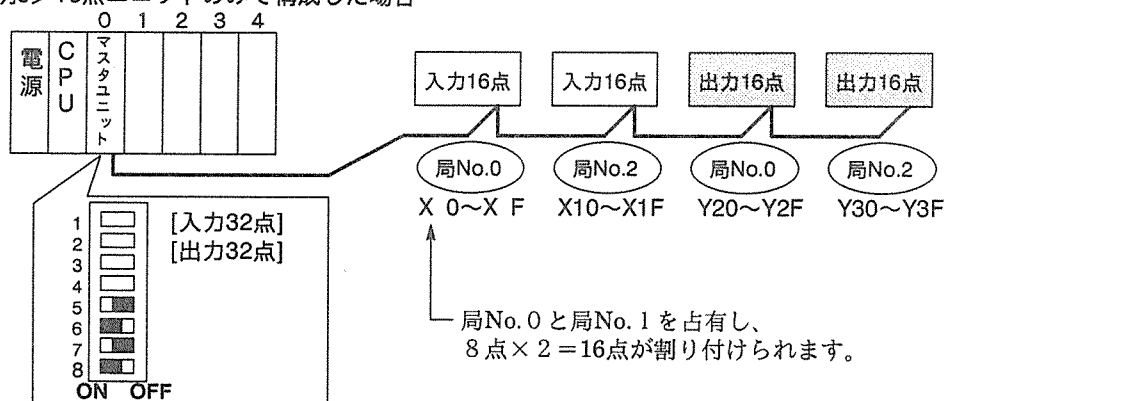 16点ユニットのみで構成した場合
0 1 2 3 4
電源
CPU
マスタユニット
入力16点
入力16点
出力16点
出力16点
局No.0
局No.2
局No.0
局No.2
X 0～X F
X10～X1F
Y20～Y2F
Y30～Y3F
1
2
3
4
5
6
7
8
[入力32点]
[出力32点]
ON OFF
局No.0と局No.1を占有し、
8点×2＝16点が割り付けられます。